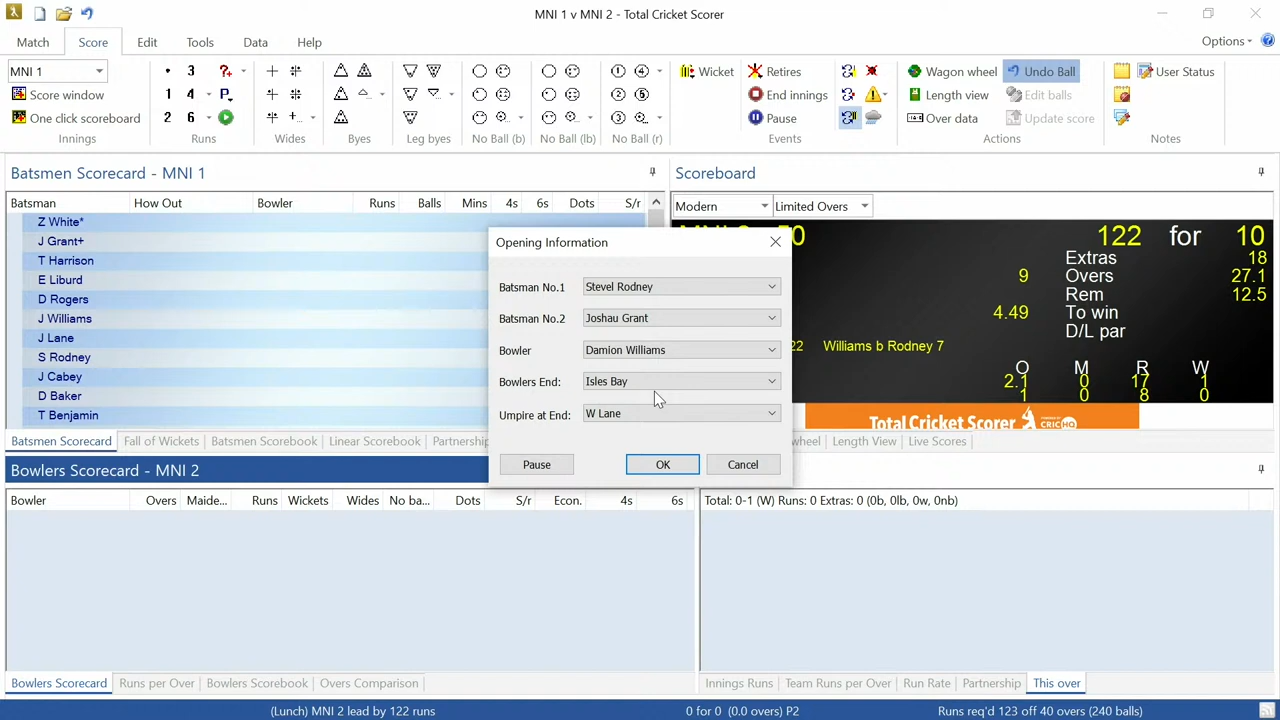 MNI 1 v MNI 2 - Total Cricket Scorer
Match Score Edit Tools Data Help Options
MNI 1
Score window
One click scoreboard
Innings
3
1 4
2 6
Runs
Wides
Byes
Leg byes
No Ball (b)
No Ball (lb)
No Ball (r)
Wicket
Retires
End innings
Pause
Events
Wagon wheel
Length view
Over data
Undo Ball
Edit balls
Update score
Actions
User Status
Notes
Batsmen Scorecard - MNI 1
Batsman How Out Bowler Runs Balls Mins 4s 6s Dots S/r
Z White*
J Grant+
T Harrison
E Liburd
D Rogers
J Williams
J Lane
S Rodney
J Cabey
D Baker
T Benjamin
Batsmen Scorecard Fall of Wickets Batsmen Scorebook Linear Scorebook Partnership
Scoreboard
Modern Limited Overs
122 for 10
Extras 18
9 Overs 27.1
Rem 12.5
4.49 To win
D/L par
22 Williams b Rodney 7
O M R W
2.1 0 17 1
1 0 8 0
Total Cricket Scorer POWERED BY CRICHQ
wheel Length View Live Scores
Opening Information
Batsman No.1 Stevel Rodney
Batsman No.2 Joshau Grant
Bowler Damion Williams
Bowlers End: Isles Bay
Umpire at End: W Lane
Pause OK Cancel
Bowlers Scorecard - MNI 2
Bowler Overs Maide... Runs Wickets Wides No ba... Dots S/r Econ. 4s 6s
Total: 0-1 (W) Runs: 0 Extras: 0 (0b, 0lb, 0w, 0nb)
Bowlers Scorecard Runs per Over Bowlers Scorebook Overs Comparison
Innings Runs Team Runs per Over Run Rate Partnership This over
(Lunch) MNI 2 lead by 122 runs 0 for 0 (0.0 overs) P2 Runs req'd 123 off 40 overs (240 balls)